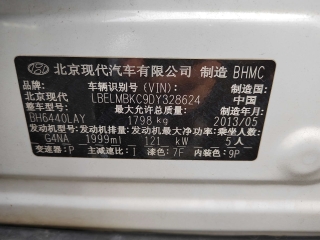 北京现代汽车有限公司 制造 BHMC
品牌: 车辆识别号(VIN): 制造国:
北京现代 LBELMBKC9DY328624 中国
整车型号: 最大允许总质量: 制造年月:
BH6440LAY 1798 kg 2013/05
发动机型号:发动机排量:发动机最大净功率:乘坐人数:
G4NA 1999ml 121 kW 5人
变速器:P 主减速比:I 漆色:7F 内装色:9P